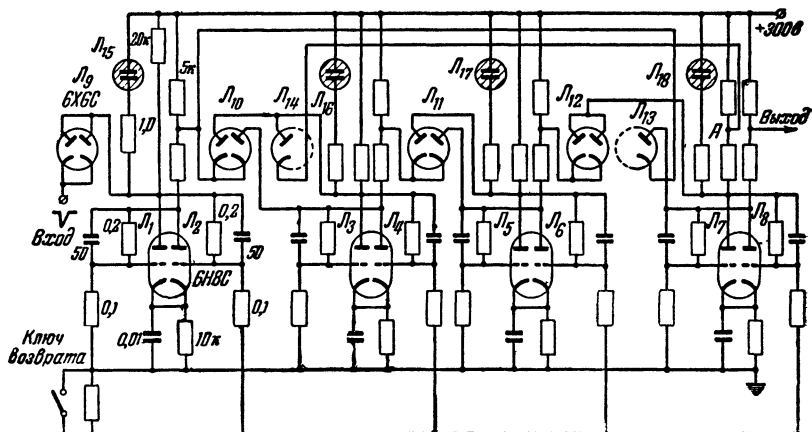 Л15
20к
5к
+300в
Л9
6Х6С
Л10
Л14
Л16
Л17
Л11
Л12
Л13
Л18
1,0
А
Выход
Вход
0,2
Л1
Л2
0,2
50
50
6Н8С
Л3
Л4
Л5
Л6
Л7
Л8
0,1
0,1
0,01
10к
Ключ
возврата